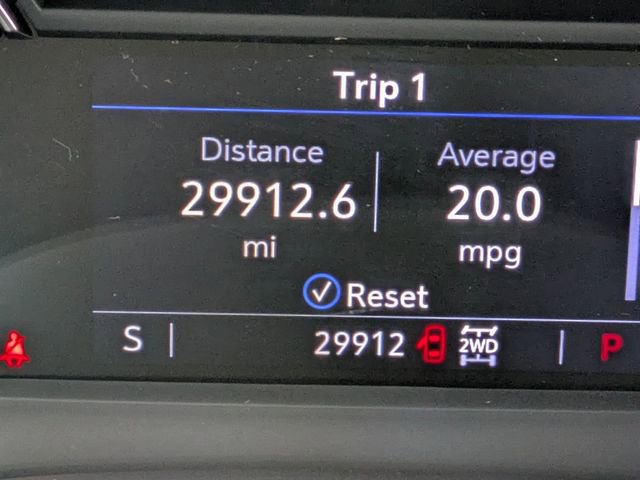 Trip 1
Distance
Average
29912.6
20.0
mi
mpg
Reset
S
29912
2WD
P